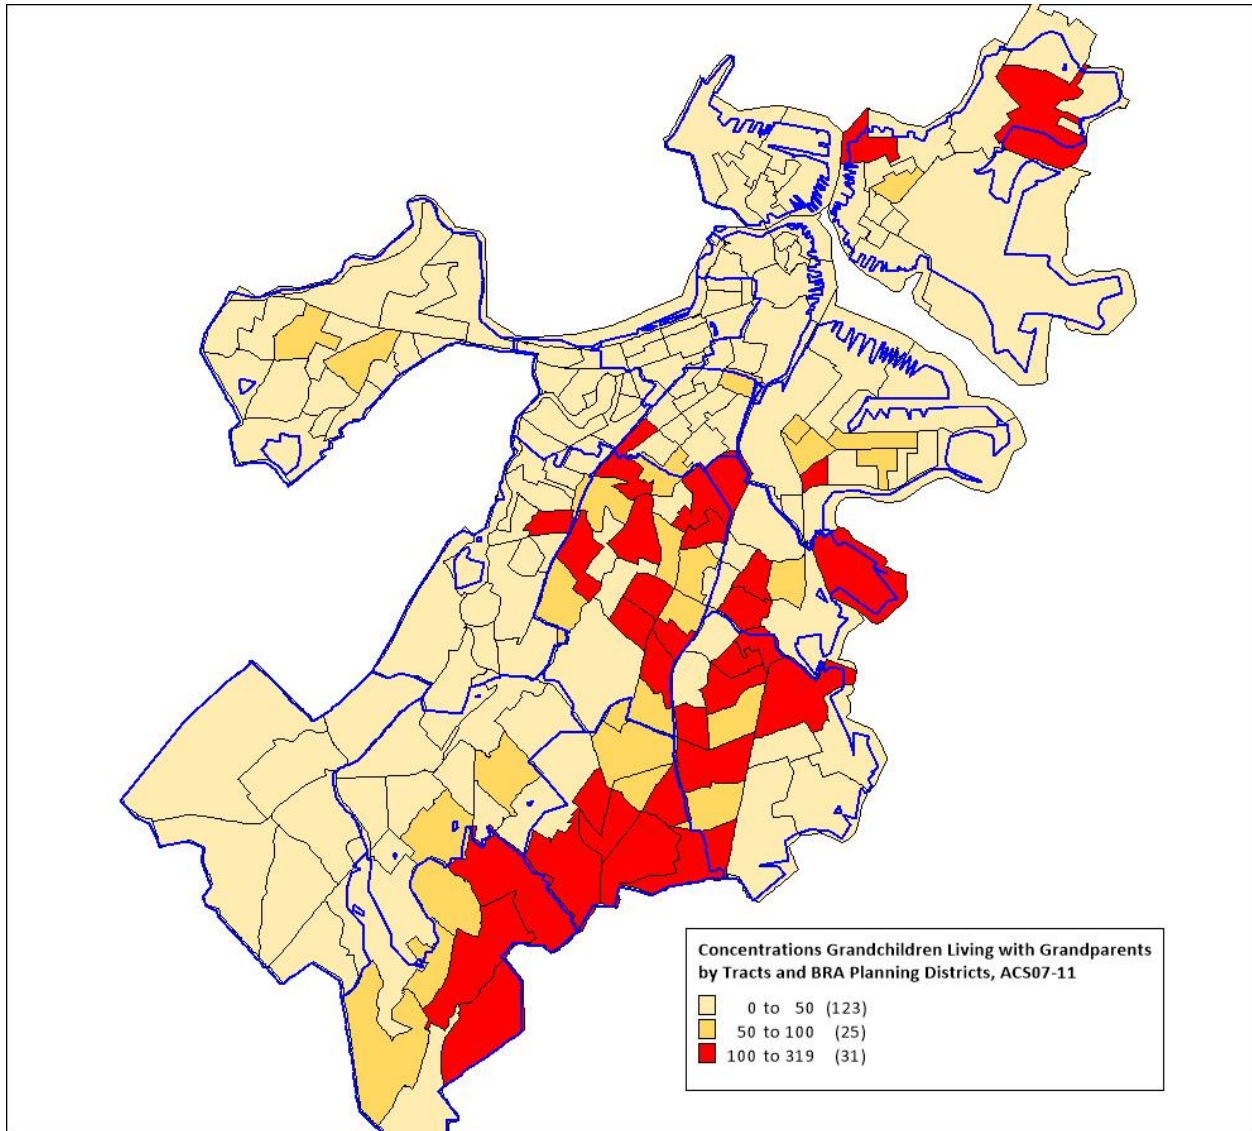 Concentrations Grandchildren Living with Grandparents
by Tracts and BRA Planning Districts, ACS07-11
0 to 50 (123)
50 to 100 (25)
100 to 319 (31)